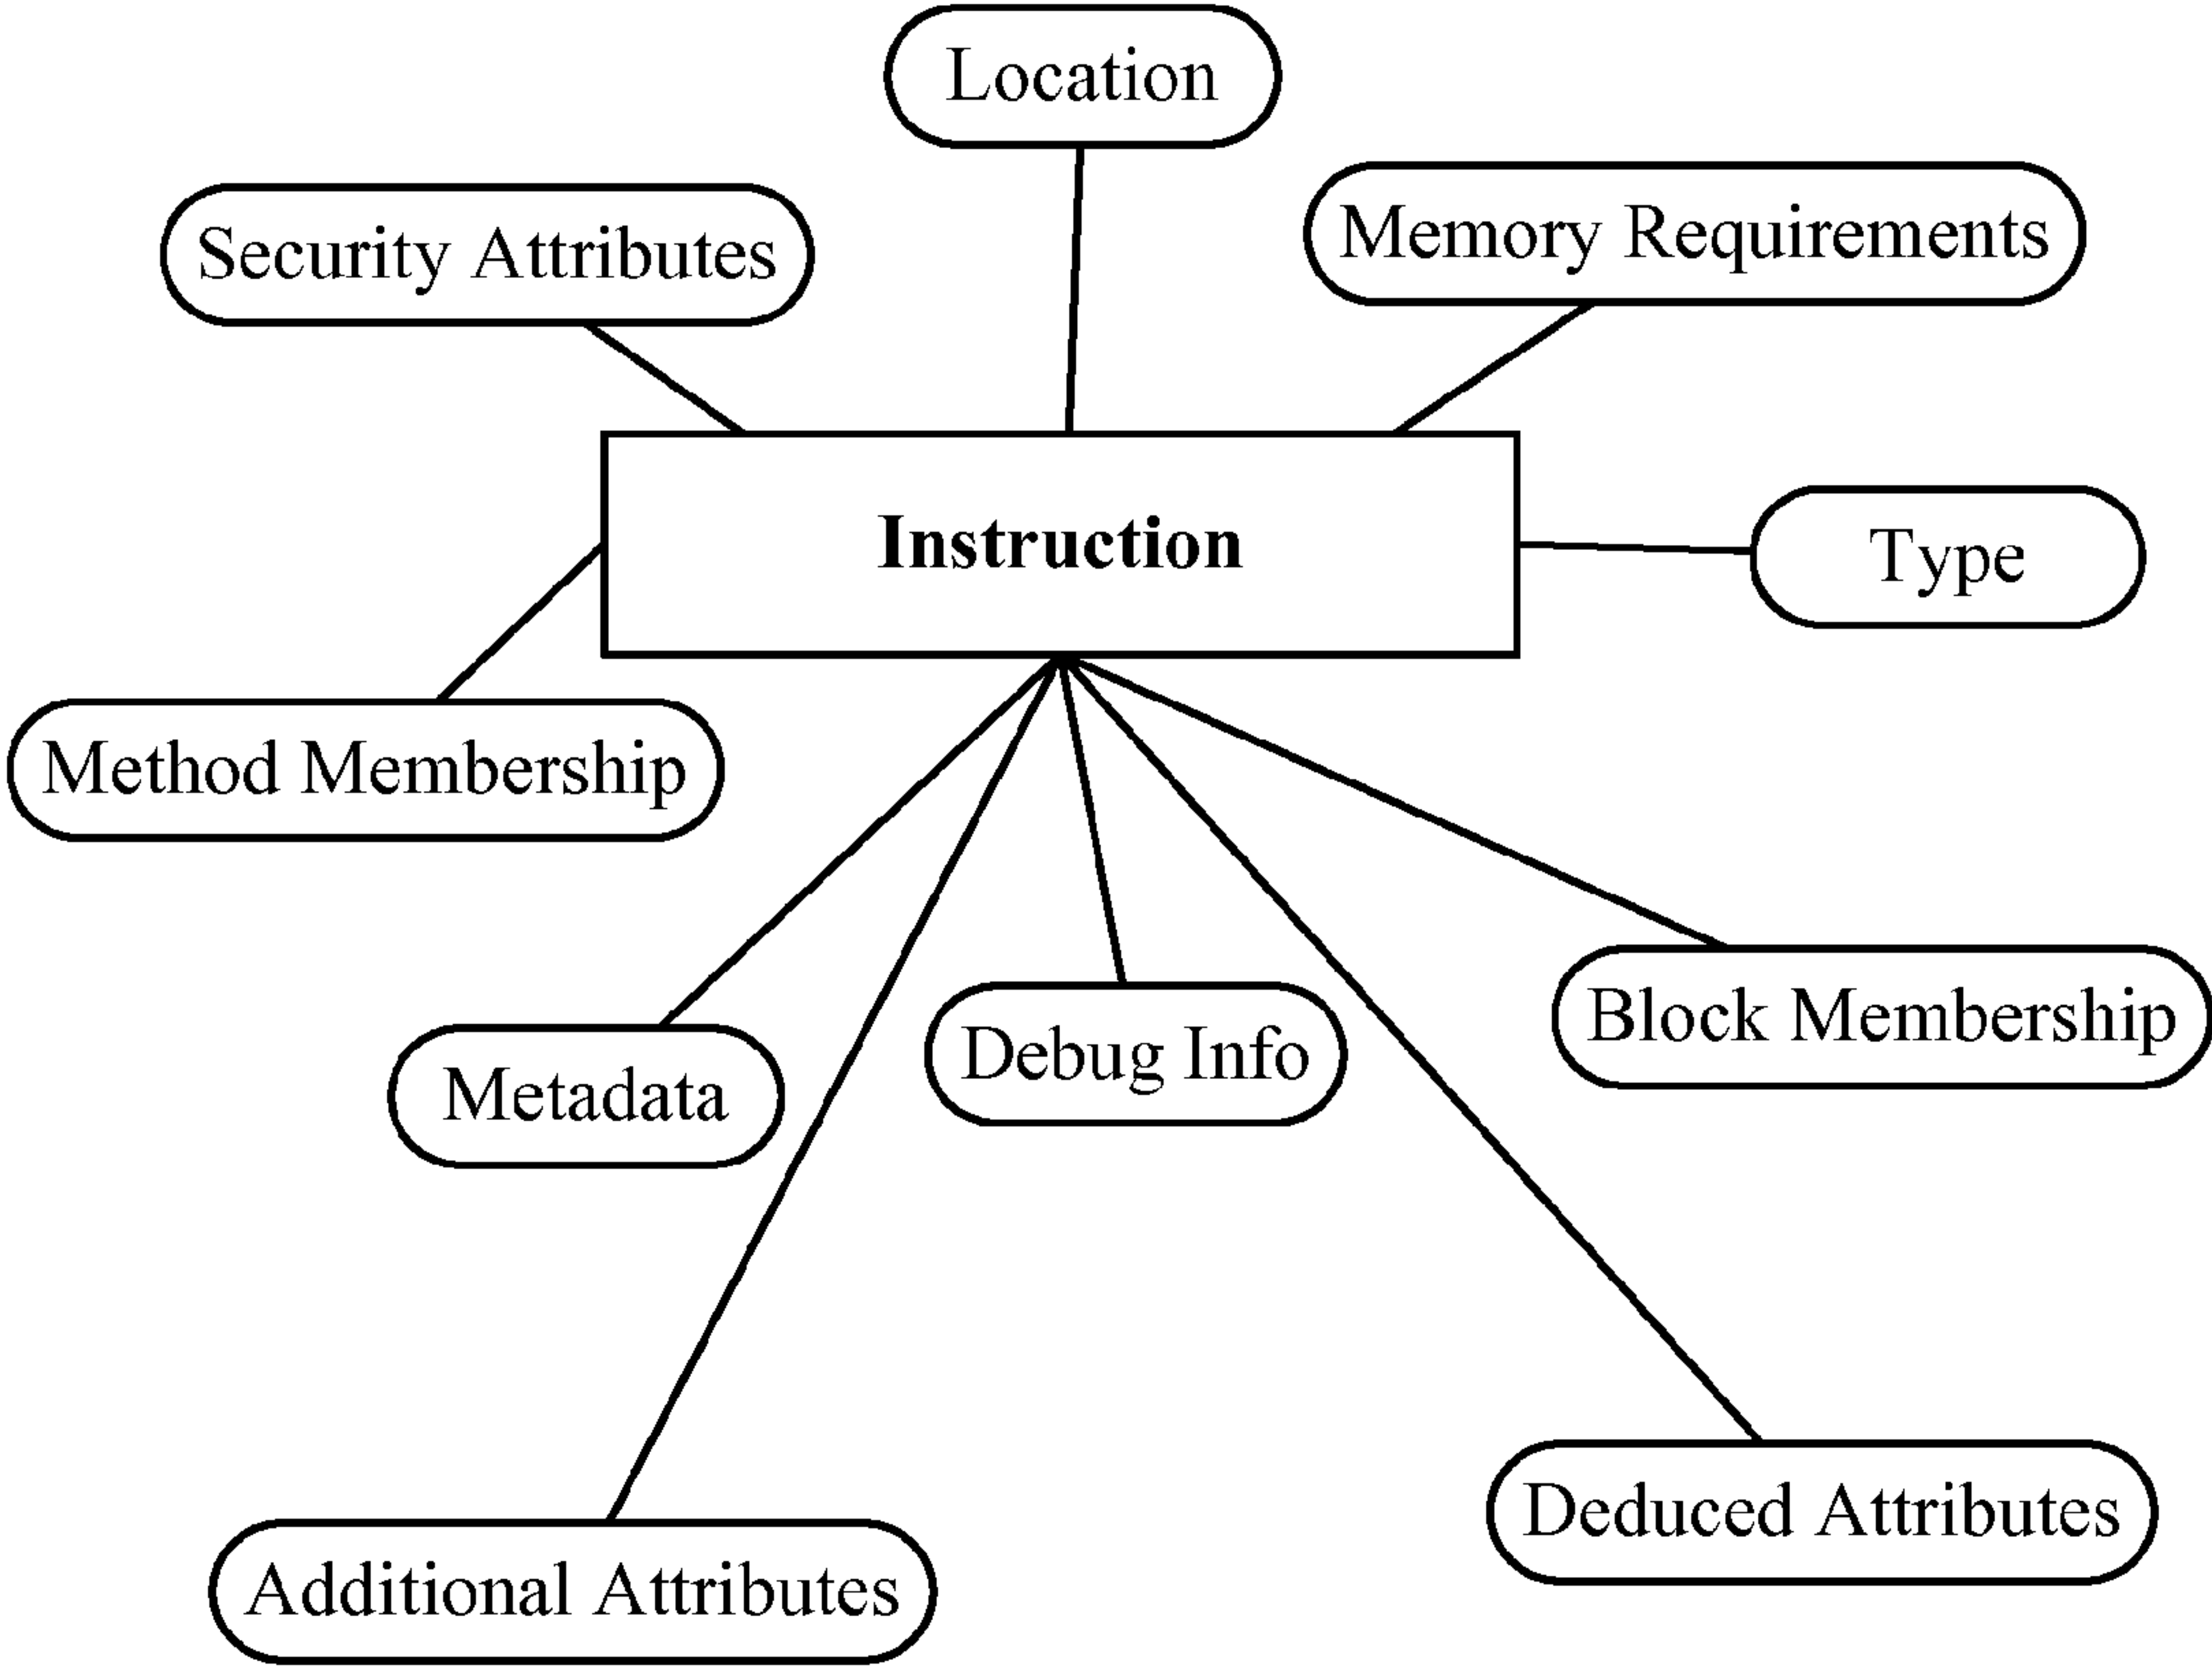 Location
Memory Requirements
Security Attributes
Instruction
Type
Method Membership
Block Membership
Debug Info
Metadata
Deduced Attributes
Additional Attributes